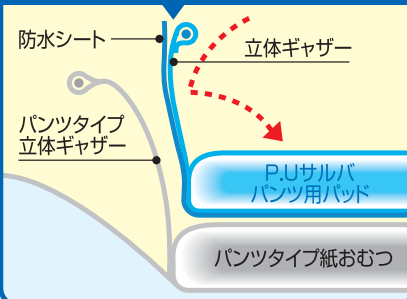 防水シート
立体ギャザー
パンツタイプ
立体ギャザー
P.Uサルバ
パンツ用パッド
パンツタイプ紙おむつ